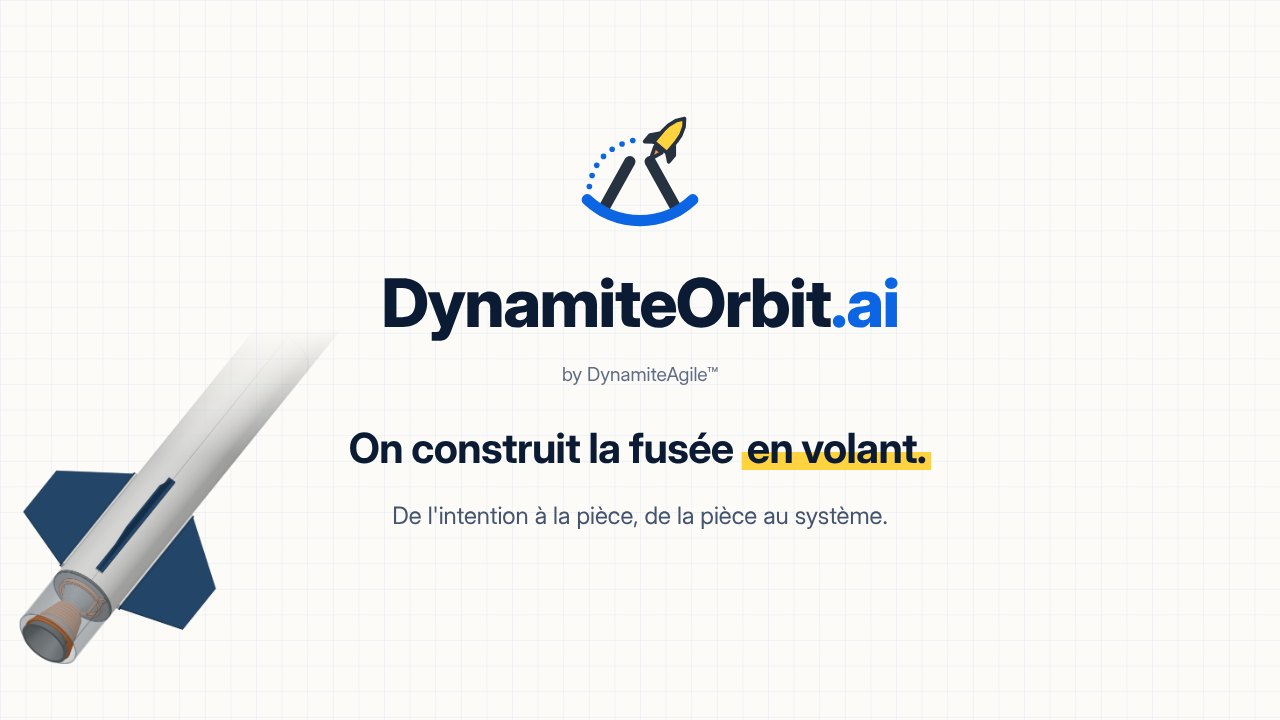 DynamiteOrbit.ai
by DynamiteAgile™
On construit la fusée en volant.
De l'intention à la pièce, de la pièce au système.